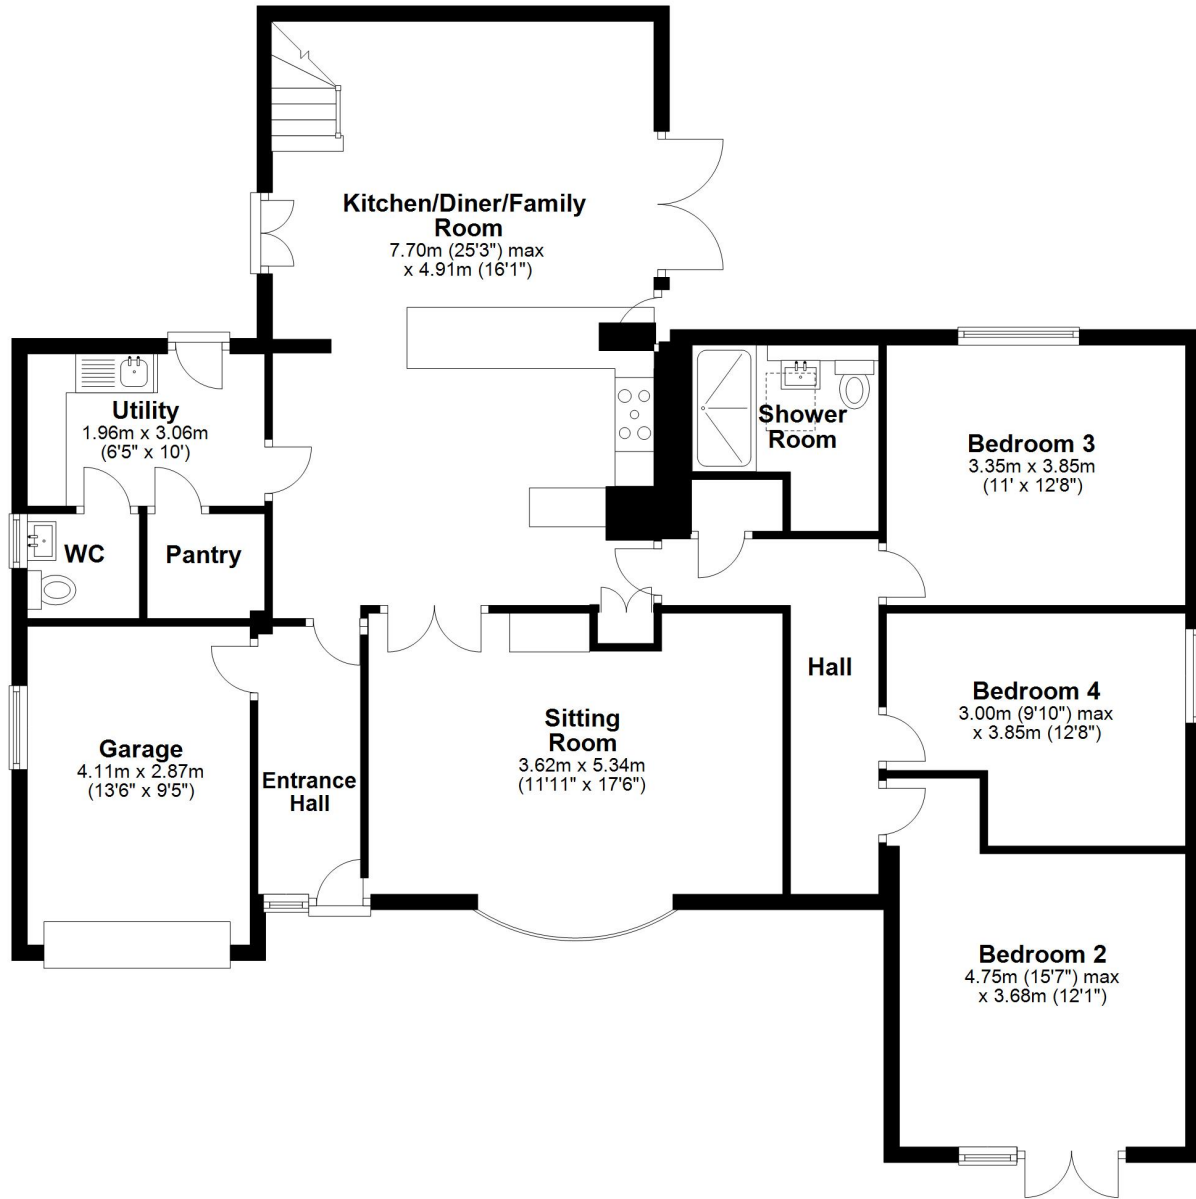 Kitchen/Diner/Family
Room
7.70m (25'3") max
x 4.91m (16'1")
Utility
1.96m x 3.06m
(6'5" x 10')
Shower
Room
Bedroom 3
3.35m x 3.85m
(11' x 12'8")
WC
Pantry
Hall
Bedroom 4
3.00m (9'10") max
x 3.85m (12'8")
Sitting
Room
3.62m x 5.34m
(11'11" x 17'6")
Garage
4.11m x 2.87m
(13'6" x 9'5")
Entrance
Hall
Bedroom 2
4.75m (15'7") max
x 3.68m (12'1")